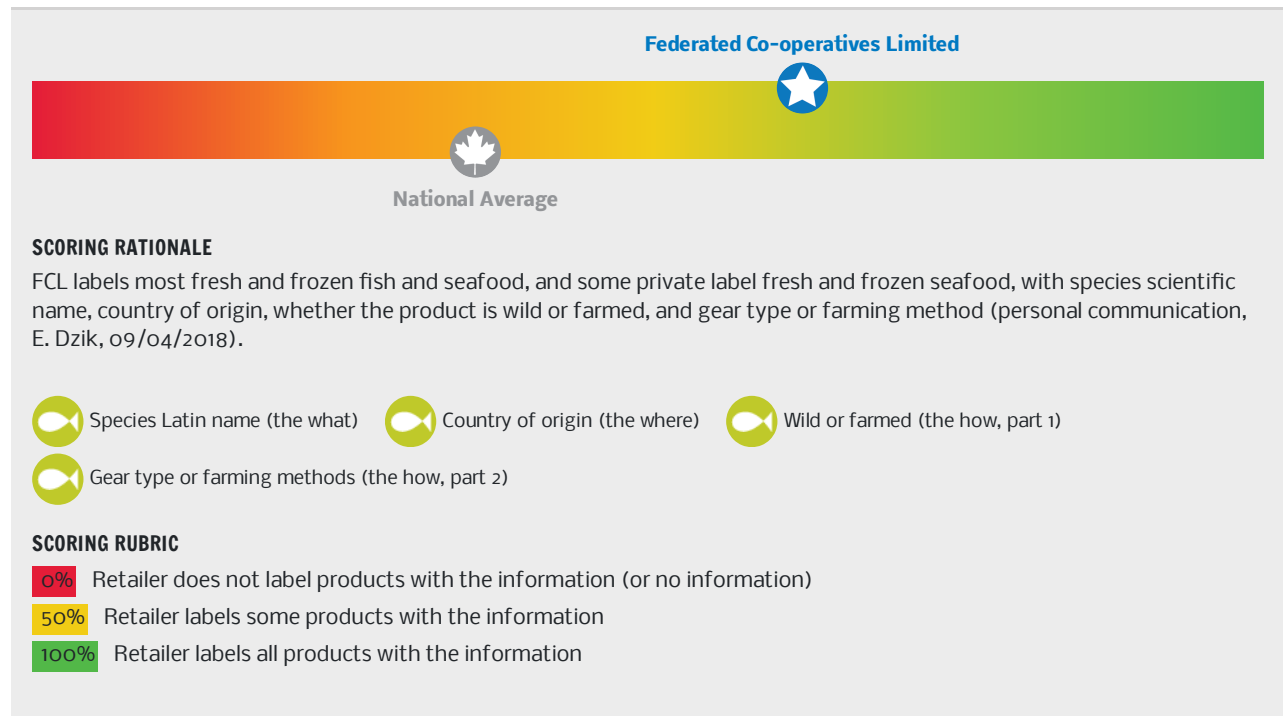 Federated Co-operatives Limited
National Average
SCORING RATIONALE
FCL labels most fresh and frozen fish and seafood, and some private label fresh and frozen seafood, with species scientific
name, country of origin, whether the product is wild or farmed, and gear type or farming method (personal communication,
E. Dzik, 09/04/2018).
Species Latin name (the what) Country of origin (the where) Wild or farmed (the how, part 1)
Gear type or farming methods (the how, part 2)
SCORING RUBRIC
0% Retailer does not label products with the information (or no information)
50% Retailer labels some products with the information
100% Retailer labels all products with the information